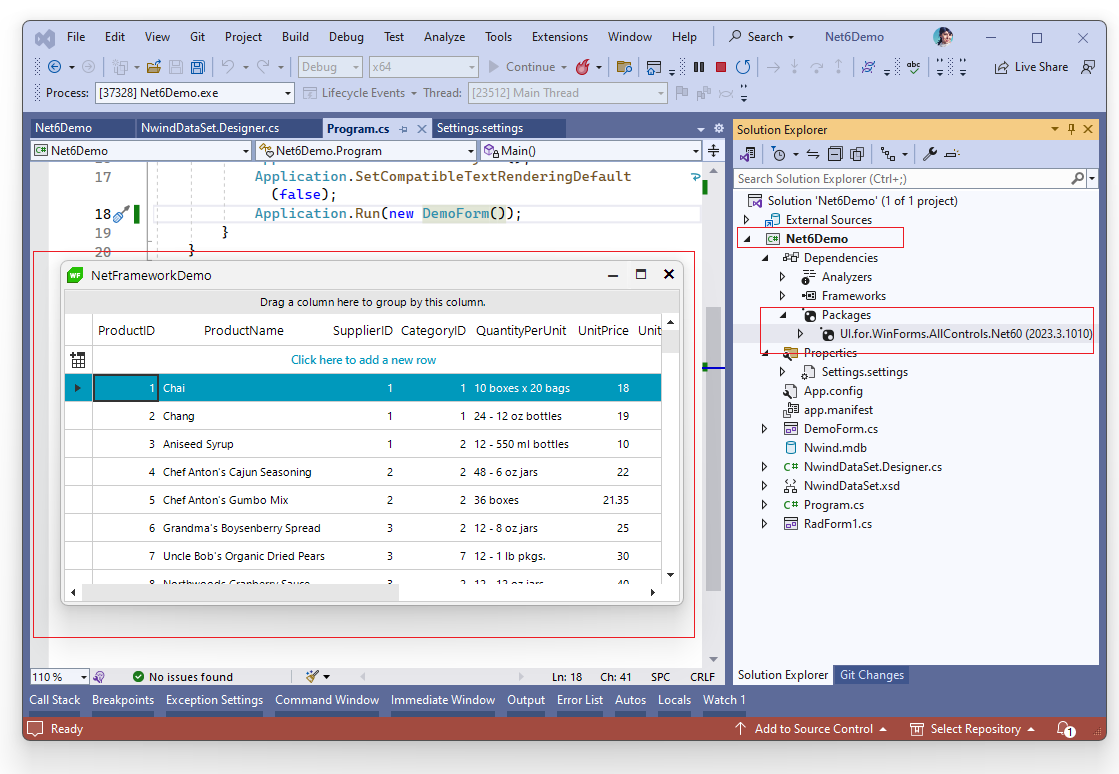 File Edit View Git Project Build Debug Test Analyze Tools Extensions Window Help Search Net6Demo
Debug x64 Continue abc Live Share
Process: [37328] Net6Demo.exe Lifecycle Events Thread: [23512] Main Thread
Net6Demo NwindDataSet.Designer.cs Program.cs Settings.settings
C# Net6Demo Net6Demo.Program Main()
17 Application.SetCompatibleTextRenderingDefault
(false);
18 Application.Run(new DemoForm());
19 }
20 }
WF NetFrameworkDemo
Drag a column here to group by this column.
ProductID ProductName SupplierID CategoryID QuantityPerUnit UnitPrice Unit
Click here to add a new row
1 Chai 1 1 10 boxes x 20 bags 18
2 Chang 1 1 24 - 12 oz bottles 19
3 Aniseed Syrup 1 2 12 - 550 ml bottles 10
4 Chef Anton's Cajun Seasoning 2 2 48 - 6 oz jars 22
5 Chef Anton's Gumbo Mix 2 2 36 boxes 21.35
6 Grandma's Boysenberry Spread 3 2 12 - 8 oz jars 25
7 Uncle Bob's Organic Dried Pears 3 7 12 - 1 lb pkgs. 30
8 Northwoods Cranberry Sauce 3 2 12 - 12 oz jars 40
110 % No issues found Ln: 18 Ch: 41 SPC CRLF
Solution Explorer
Search Solution Explorer (Ctrl+;)
Solution 'Net6Demo' (1 of 1 project)
External Sources
C# Net6Demo
Dependencies
Analyzers
Frameworks
Packages
UI.for.WinForms.AllControls.Net60 (2023.3.1010)
Properties
Settings.settings
App.config
app.manifest
DemoForm.cs
Nwind.mdb
C# NwindDataSet.Designer.cs
NwindDataSet.xsd
C# Program.cs
RadForm1.cs
Solution Explorer Git Changes
Call Stack Breakpoints Exception Settings Command Window Immediate Window Output Error List Autos Locals Watch 1
Ready Add to Source Control Select Repository 1